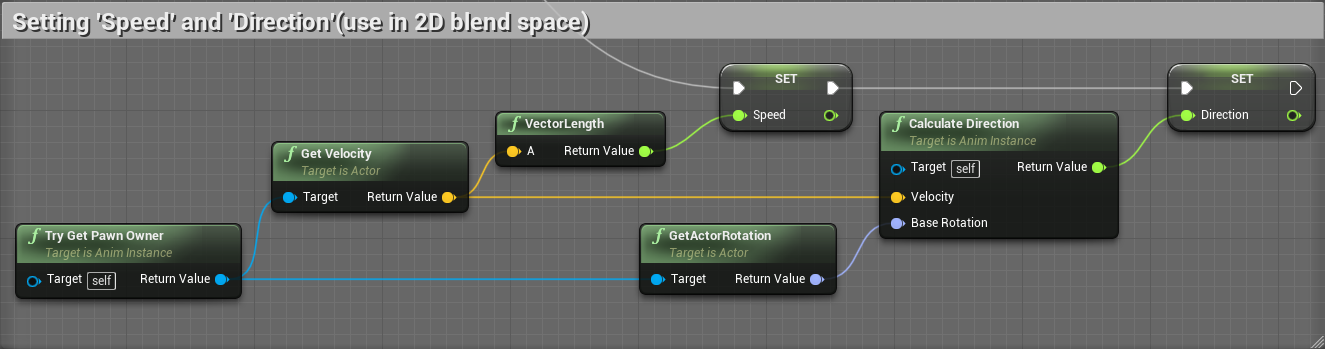 Setting 'Speed' and 'Direction'(use in 2D blend space)
SET
Speed
SET
Direction
VectorLength
A Return Value
Calculate Direction
Target is Anim Instance
Target self Return Value
Velocity
Base Rotation
Get Velocity
Target is Actor
Target Return Value
Try Get Pawn Owner
Target is Anim Instance
Target self Return Value
GetActorRotation
Target is Actor
Target Return Value